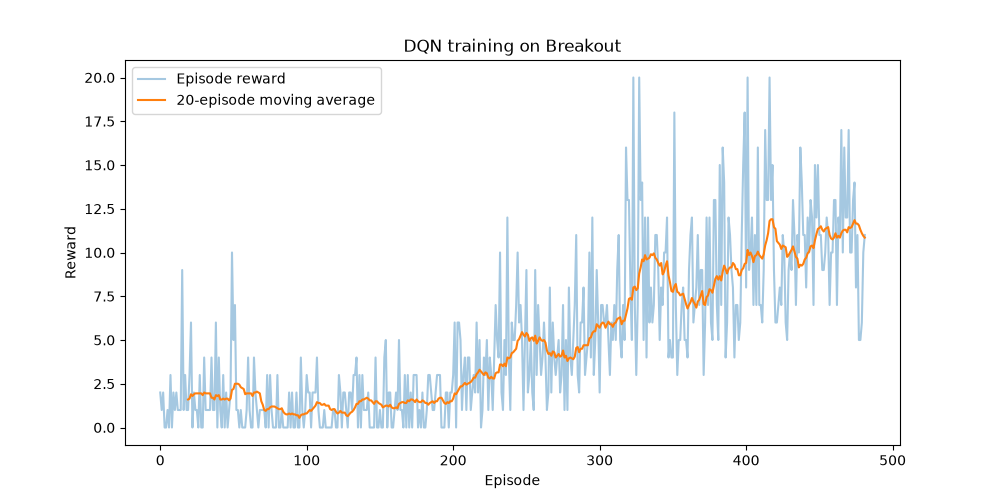 DQN training on Breakout
Episode reward
20-episode moving average
20.0
17.5
15.0
12.5
10.0
7.5
5.0
2.5
0.0
Reward
0 100 200 300 400 500
Episode